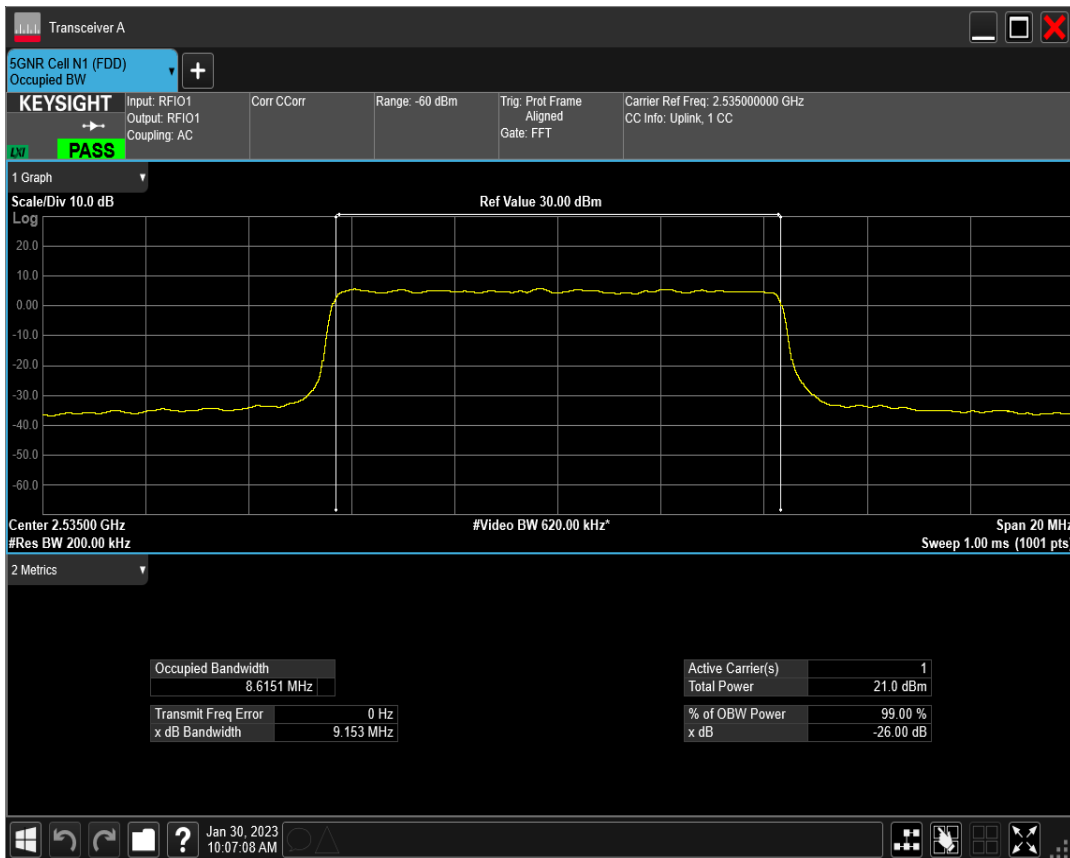 Transceiver A
5GNR Cell N1 (FDD)
Occupied BW
KEYSIGHT
LXI
PASS
Input: RFIO1
Output: RFIO1
Coupling: AC
Corr CCorr
Range: -60 dBm
Trig: Prot Frame
Aligned
Gate: FFT
Carrier Ref Freq: 2.535000000 GHz
CC Info: Uplink, 1 CC
1 Graph
Scale/Div 10.0 dB
Ref Value 30.00 dBm
Log
20.0
10.0
0.00
-10.0
-20.0
-30.0
-40.0
-50.0
-60.0
Center 2.53500 GHz
#Video BW 620.00 kHz*
Span 20 MHz
#Res BW 200.00 kHz
Sweep 1.00 ms (1001 pts)
2 Metrics
Occupied Bandwidth
8.6151 MHz
Transmit Freq Error 0 Hz
x dB Bandwidth 9.153 MHz
Active Carrier(s) 1
Total Power 21.0 dBm
% of OBW Power 99.00 %
x dB -26.00 dB
?
Jan 30, 2023
10:07:08 AM